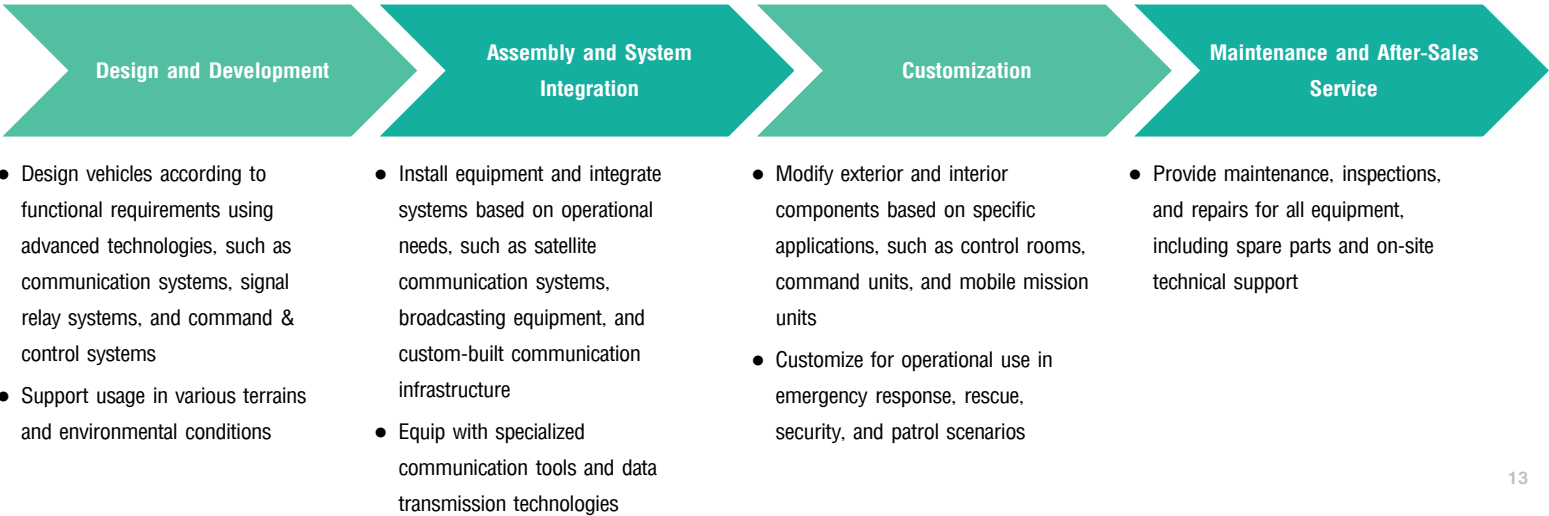 Design and Development
Assembly and System
Integration
Customization
Maintenance and After-Sales
Service
● Design vehicles according to
functional requirements using
advanced technologies, such as
communication systems, signal
relay systems, and command &
control systems
● Support usage in various terrains
and environmental conditions
● Install equipment and integrate
systems based on operational
needs, such as satellite
communication systems,
broadcasting equipment, and
custom-built communication
infrastructure
● Equip with specialized
communication tools and data
transmission technologies
● Modify exterior and interior
components based on specific
applications, such as control rooms,
command units, and mobile mission
units
● Customize for operational use in
emergency response, rescue,
security, and patrol scenarios
● Provide maintenance, inspections,
and repairs for all equipment,
including spare parts and on-site
technical support
13